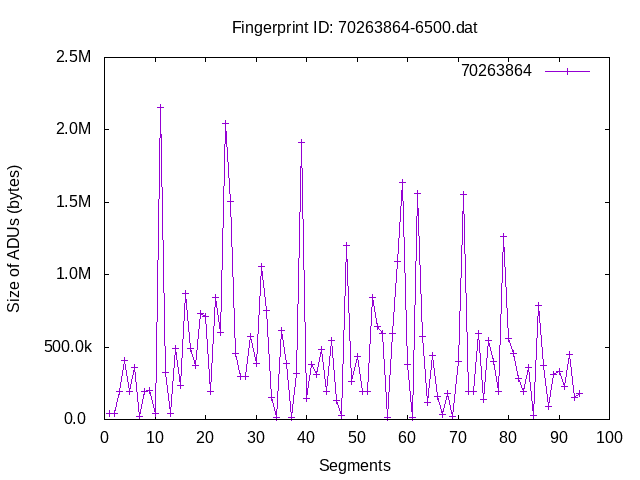 Fingerprint ID: 70263864-6500.dat
70263864
2.5M
2.0M
1.5M
1.0M
500.0k
0.0
0 10 20 30 40 50 60 70 80 90 100
Size of ADUs (bytes)
Segments